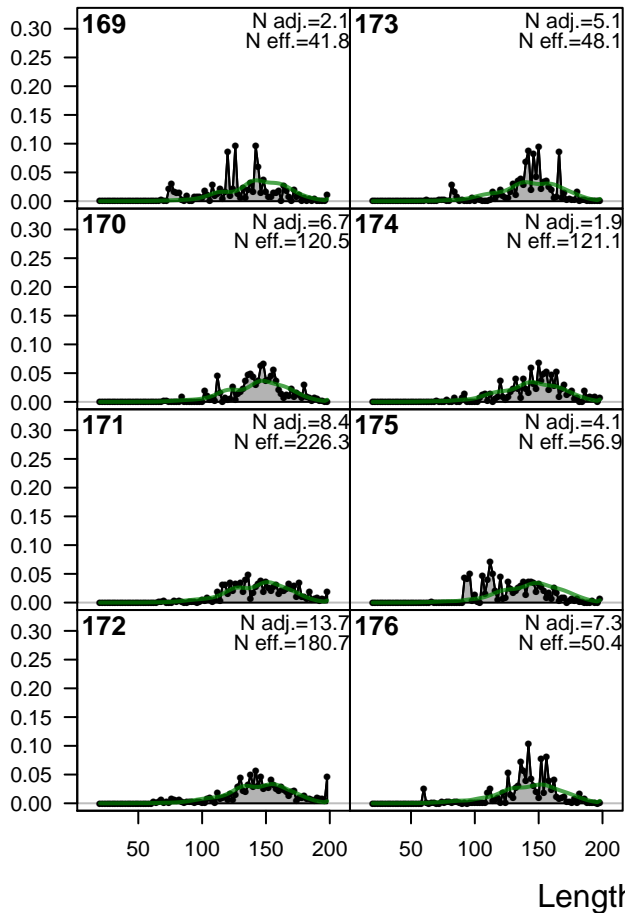 169
N adj.=2.1
N eff.=41.8
173
N adj.=5.1
N eff.=48.1
170
N adj.=6.7
N eff.=120.5
174
N adj.=1.9
N eff.=121.1
171
N adj.=8.4
N eff.=226.3
175
N adj.=4.1
N eff.=56.9
172
N adj.=13.7
N eff.=180.7
176
N adj.=7.3
N eff.=50.4
0.30
0.25
0.20
0.15
0.10
0.05
0.00
0.30
0.25
0.20
0.15
0.10
0.05
0.00
0.30
0.25
0.20
0.15
0.10
0.05
0.00
0.30
0.25
0.20
0.15
0.10
0.05
0.00
50 100 150 200 50 100 150 200
Length